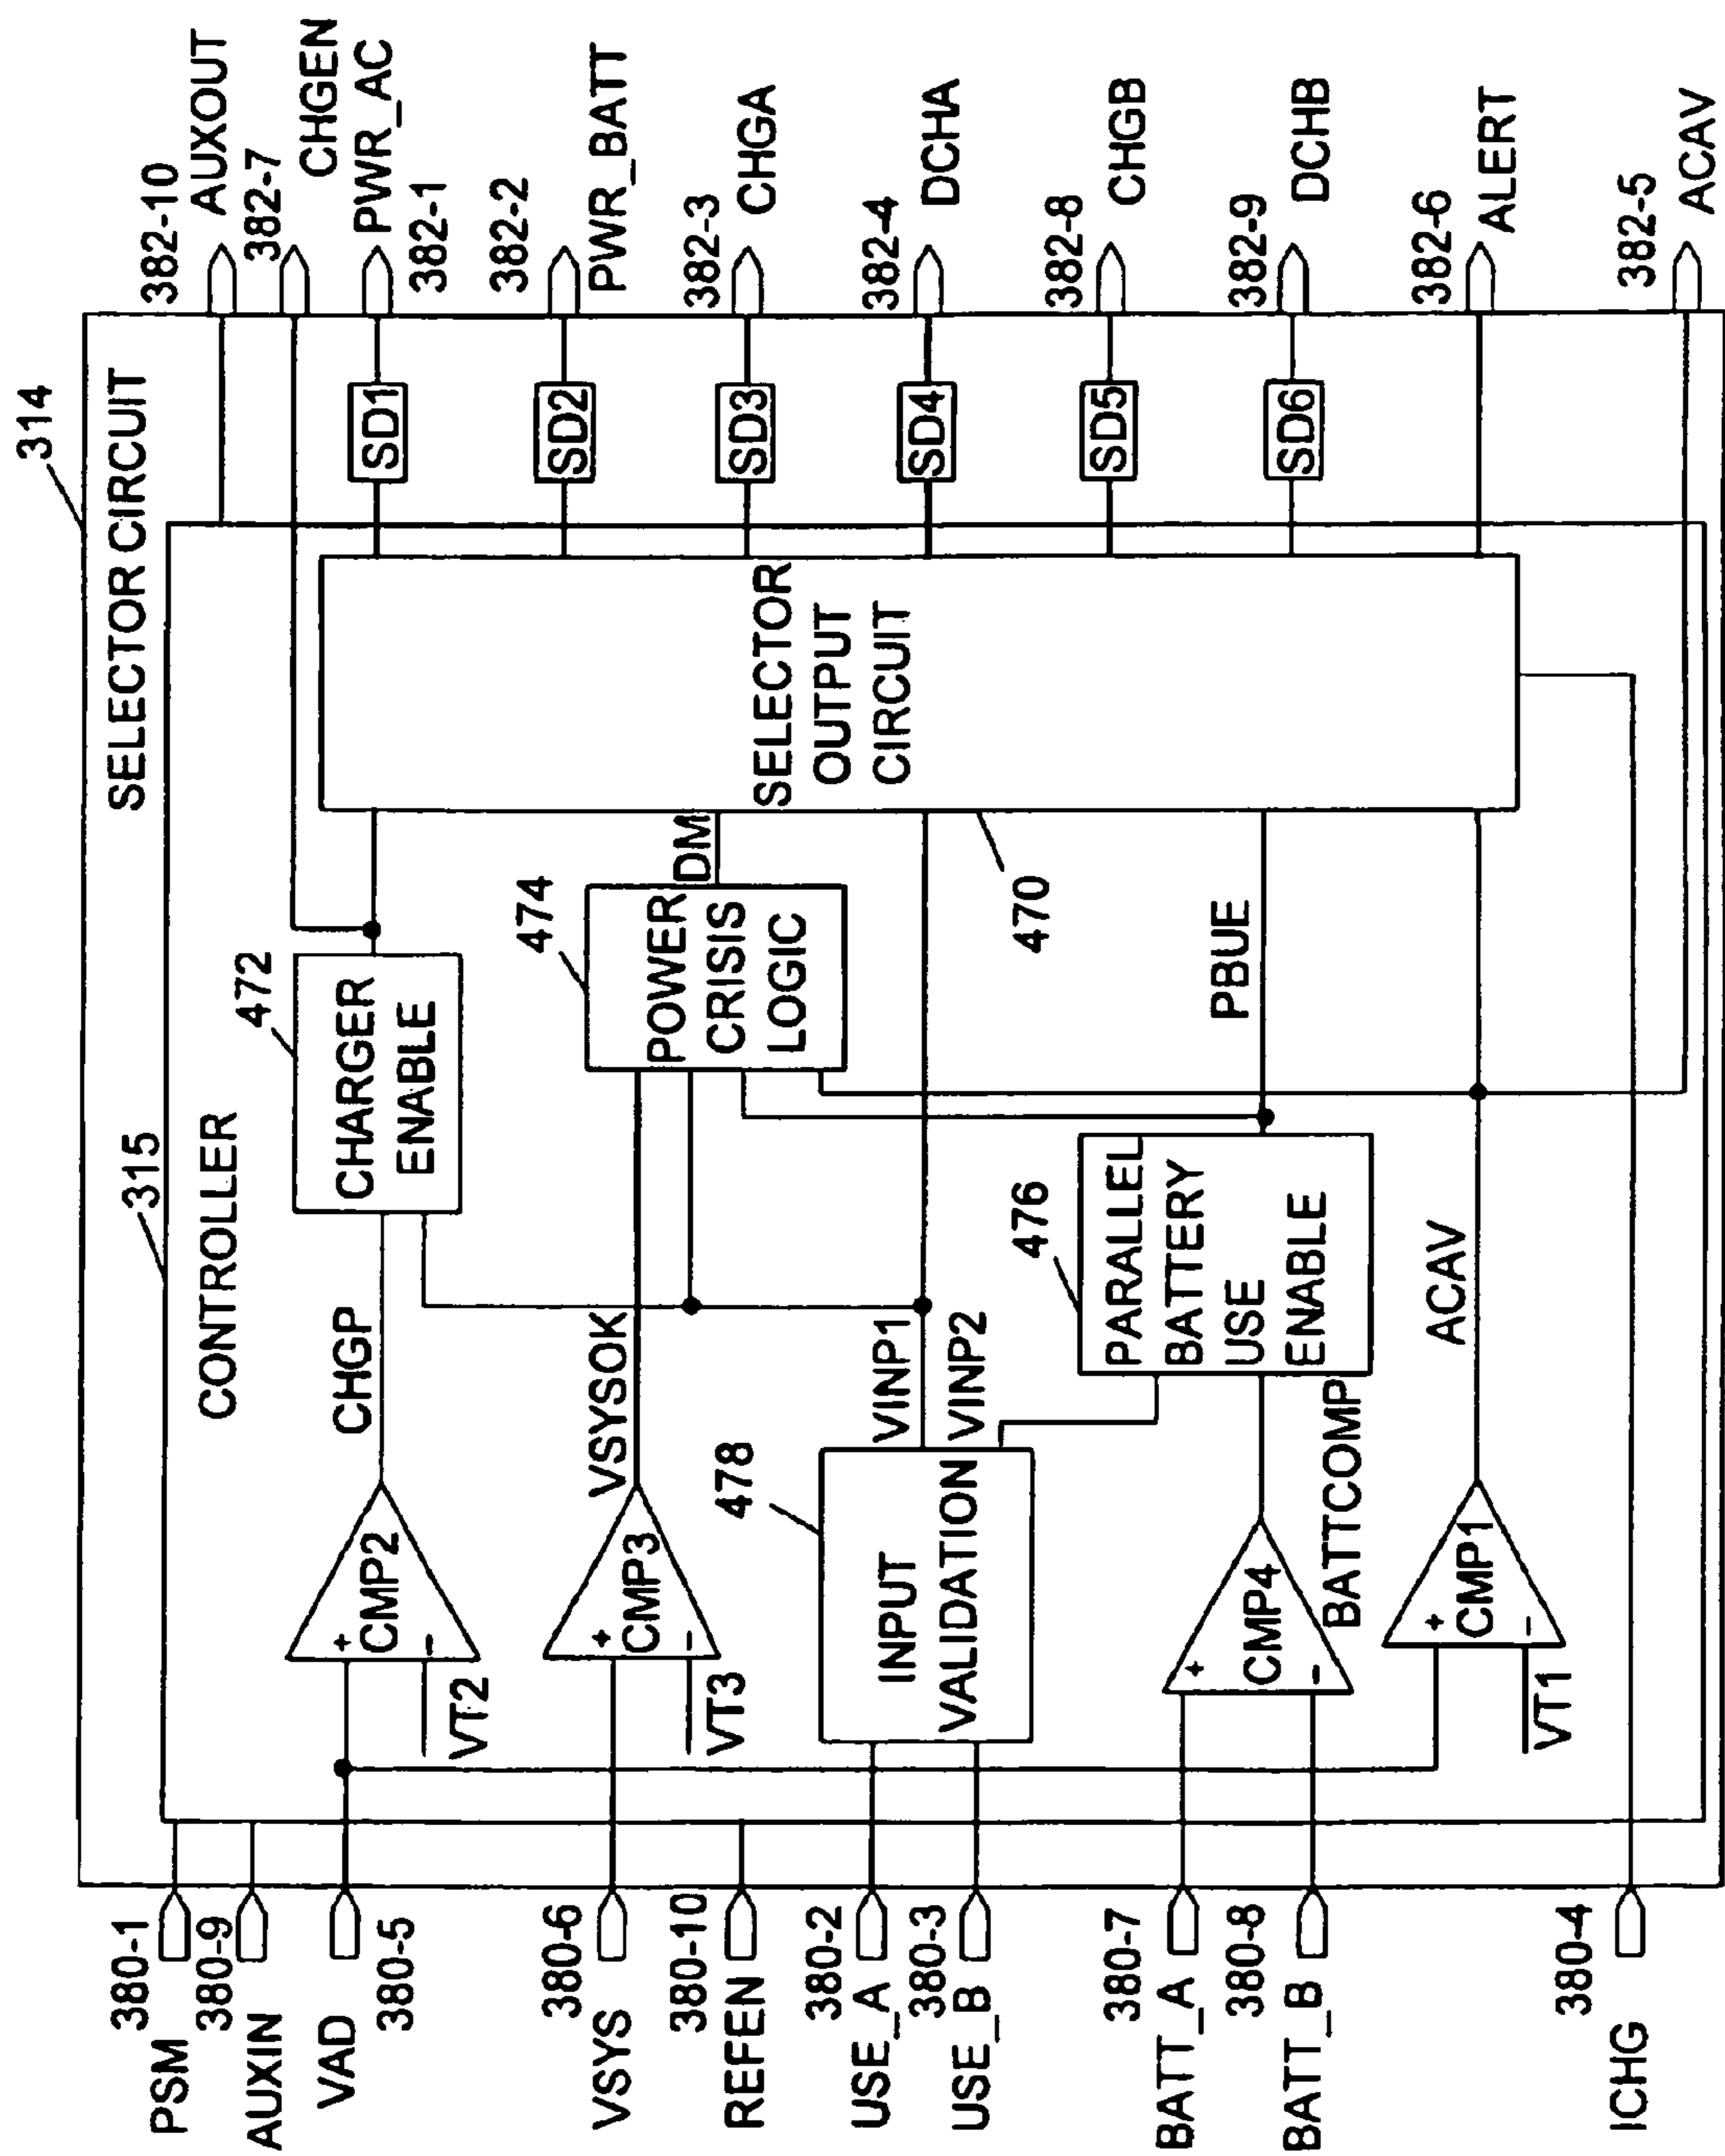 314
SELECTOR CIRCUIT
315
CONTROLLER
380-1
PSM
380-9
AUXIN
VAD
380-5
380-6
VSYS
380-10
REFEN
380-2
USE_A
380-3
USE_B
380-7
BATT_A
380-8
BATT_B
380-4
ICHG
+
CMP2
-
VT2
CHGP
+
CMP3
-
VT3
VSYSOK
478
INPUT
VALIDATION
VINP1
VINP2
+
CMP4
-
BATTCOMP
+
CMP1
-
VT1
ACAV
472
CHARGER
ENABLE
474
POWER
CRISIS
LOGIC
DM
476
PARALLEL
BATTERY
USE
ENABLE
PBUE
470
SELECTOR
OUTPUT
CIRCUIT
SD1
SD2
SD3
SD4
SD5
SD6
382-10
AUXOUT
382-7
CHGEN
PWR_AC
382-1
382-2
PWR_BATT
382-3
CHGA
382-4
DCHA
382-8
CHGB
382-9
DCHB
382-6
ALERT
382-5
ACAV